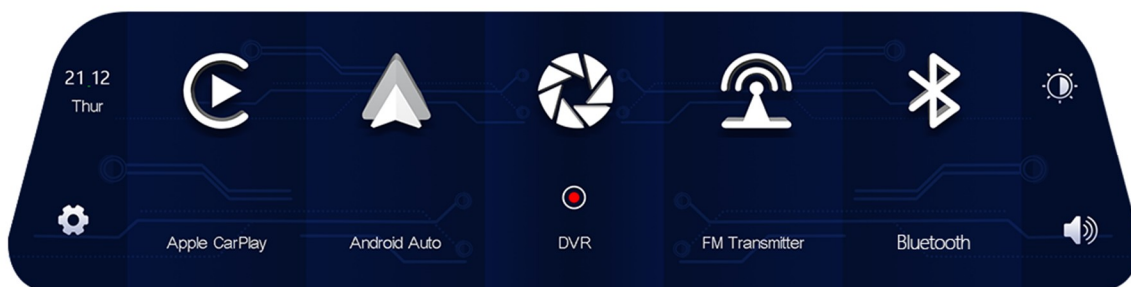 21:12
Thur
Apple CarPlay
Android Auto
DVR
FM Transmitter
Bluetooth